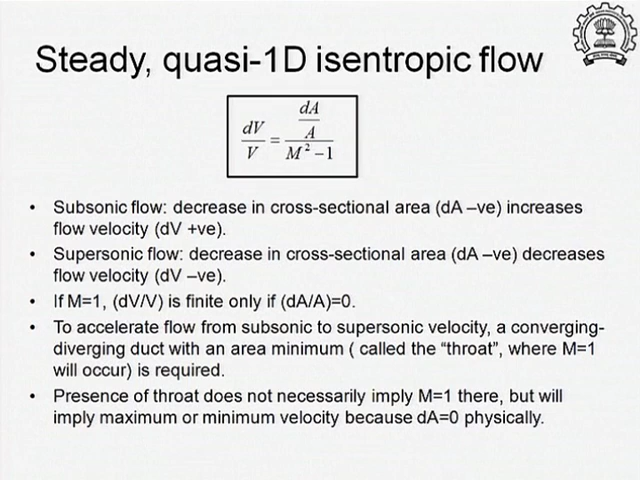 Steady, quasi-1D isentropic flow
dV/V = (dA/A)/(M²−1)
• Subsonic flow: decrease in cross-sectional area (dA –ve) increases
flow velocity (dV +ve).
• Supersonic flow: decrease in cross-sectional area (dA –ve) decreases
flow velocity (dV –ve).
• If M=1, (dV/V) is finite only if (dA/A)=0.
• To accelerate flow from subsonic to supersonic velocity, a converging-
diverging duct with an area minimum ( called the “throat”, where M=1
will occur) is required.
• Presence of throat does not necessarily imply M=1 there, but will
imply maximum or minimum velocity because dA=0 physically.